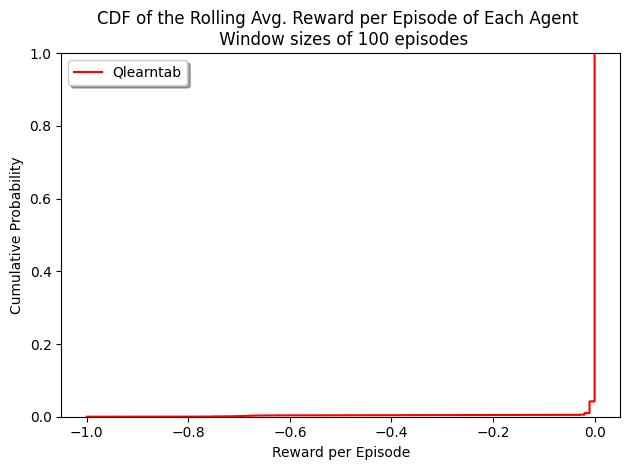 CDF of the Rolling Avg. Reward per Episode of Each Agent
Window sizes of 100 episodes
Qlearntab
1.0
0.8
0.6
0.4
0.2
0.0
Cumulative Probability
−1.0 −0.8 −0.6 −0.4 −0.2 0.0
Reward per Episode